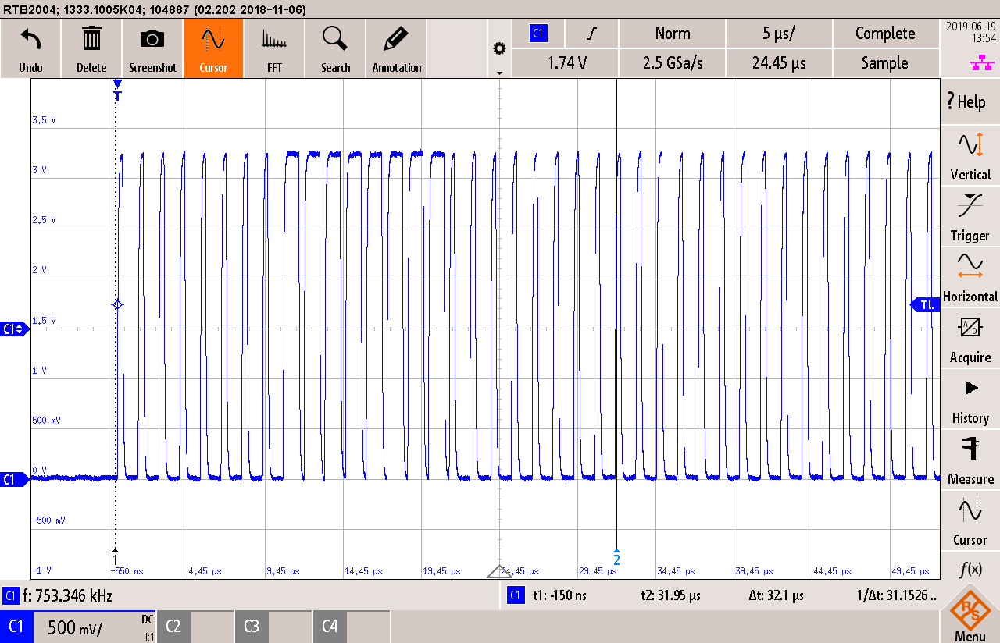 RTB2004; 1333.1005K04; 104887 (02.202 2018-11-06)
Undo
Delete
Screenshot
Cursor
FFT
Search
Annotation
C1
Norm
5 µs/
Complete
1.74 V
2.5 GSa/s
24.45 µs
Sample
2019-06-19
13:54
? Help
Vertical
Trigger
Horizontal
A/D
Acquire
History
Measure
Cursor
f(x)
R/S
Menu
T
3.5 V
3 V
2.5 V
2 V
TL
C1
1.5 V
1 V
500 mV
C1
0 V
-500 mV
1
2
-1 V
-550 ns
4.45 µs
9.45 µs
14.45 µs
19.45 µs
24.45 µs
29.45 µs
34.45 µs
39.45 µs
44.45 µs
49.45 µs
C1 f: 753.346 kHz
C1 t1: -150 ns t2: 31.95 µs Δt: 32.1 µs 1/Δt: 31.1526 ..
C1 500 mV/ DC 1:1 C2 C3 C4